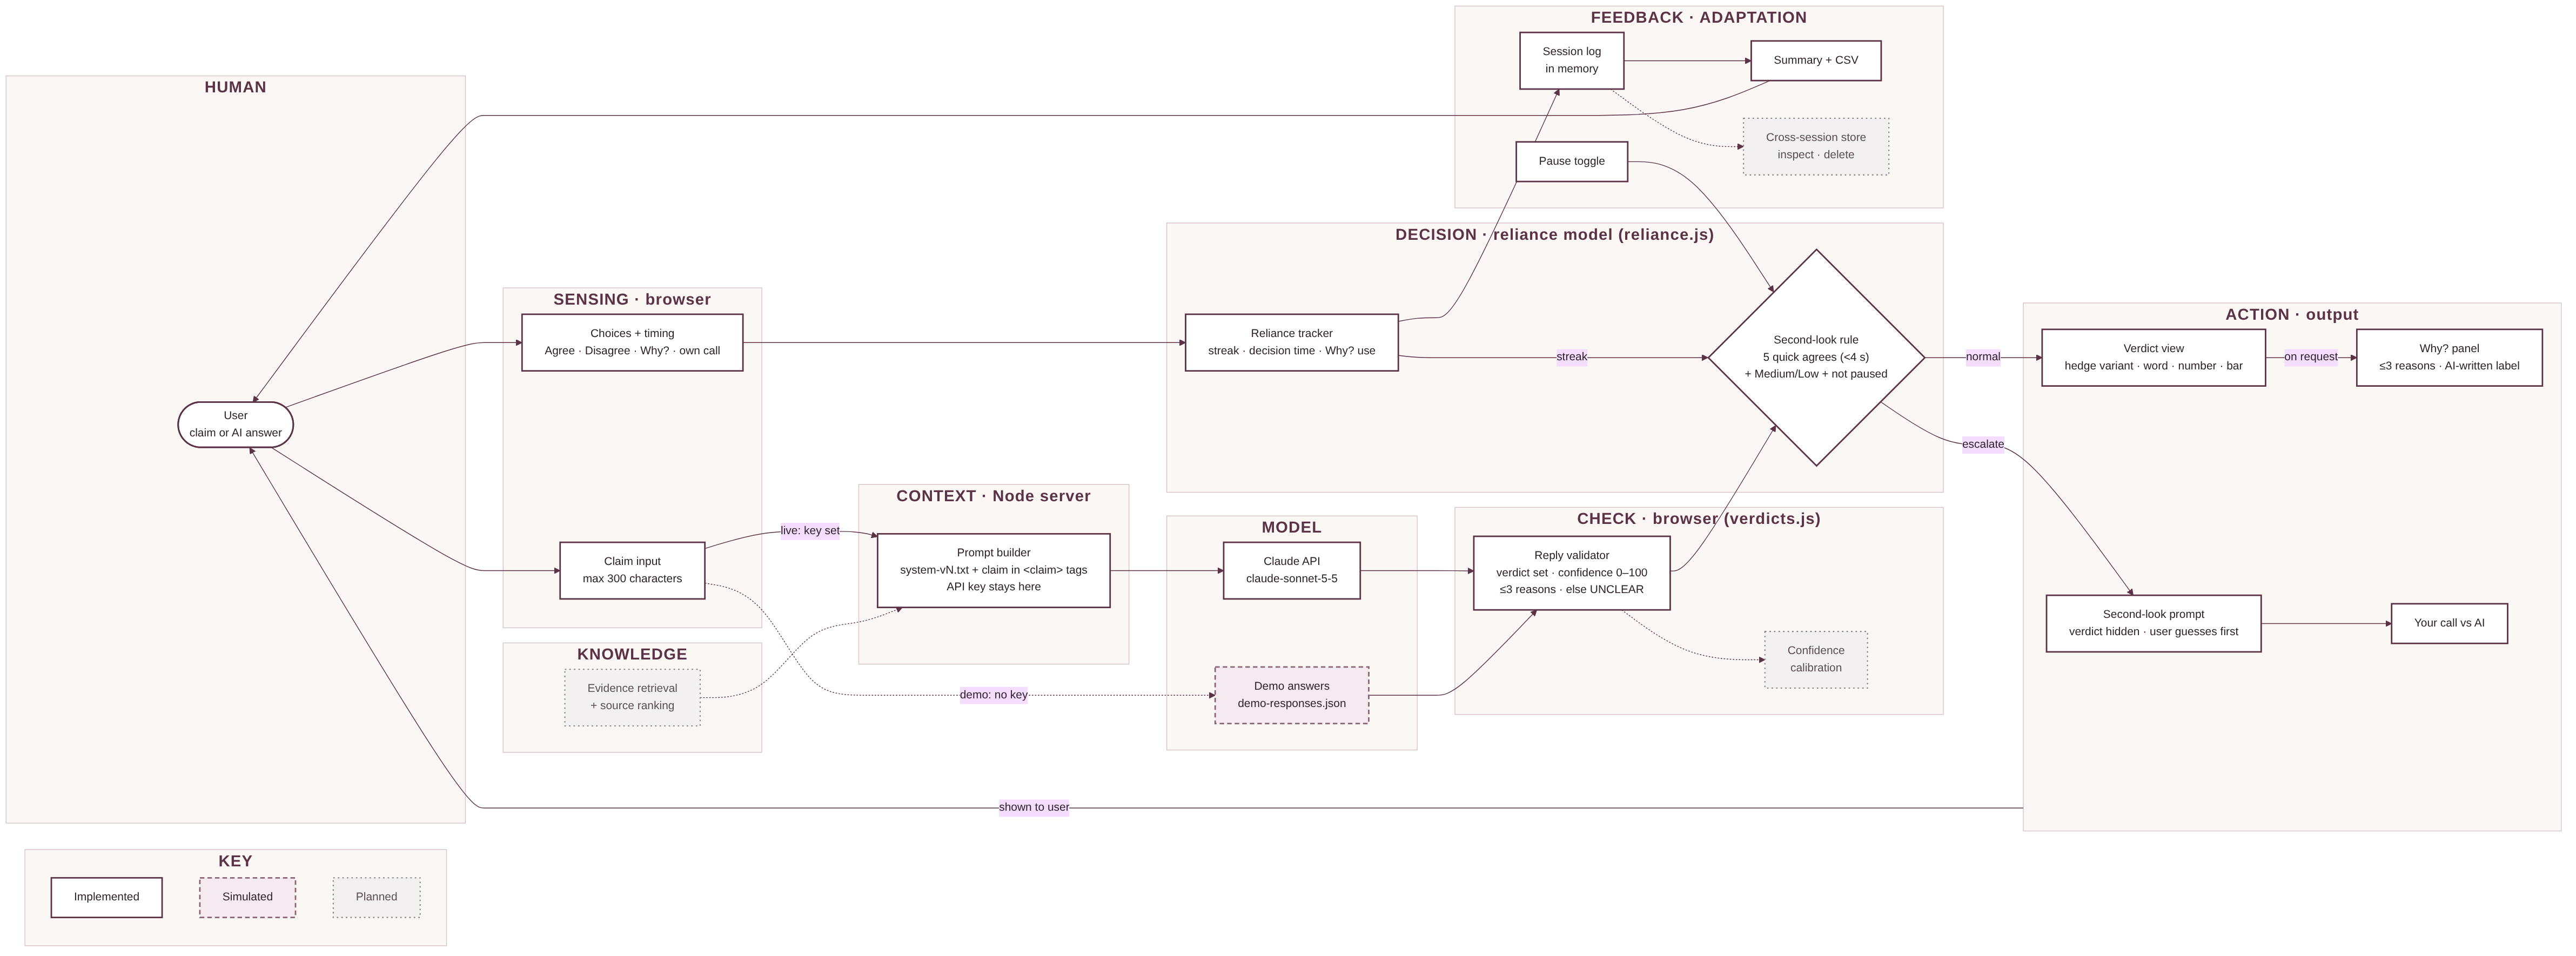 FEEDBACK · ADAPTATION
Session log
in memory
Summary + CSV
Cross-session store
inspect · delete
Pause toggle
HUMAN
User
claim or AI answer
SENSING · browser
Choices + timing
Agree · Disagree · Why? · own call
Claim input
max 300 characters
KNOWLEDGE
Evidence retrieval
+ source ranking
live: key set
demo: no key
CONTEXT · Node server
Prompt builder
system-vN.txt + claim in <claim> tags
API key stays here
DECISION · reliance model (reliance.js)
Reliance tracker
streak · decision time · Why? use
streak
Second-look rule
5 quick agrees (<4 s)
+ Medium/Low + not paused
MODEL
Claude API
claude-sonnet-5-5
Demo answers
demo-responses.json
CHECK · browser (verdicts.js)
Reply validator
verdict set · confidence 0–100
≤3 reasons · else UNCLEAR
Confidence
calibration
normal
escalate
ACTION · output
Verdict view
hedge variant · word · number · bar
on request
Why? panel
≤3 reasons · AI-written label
Second-look prompt
verdict hidden · user guesses first
Your call vs AI
shown to user
KEY
Implemented
Simulated
Planned